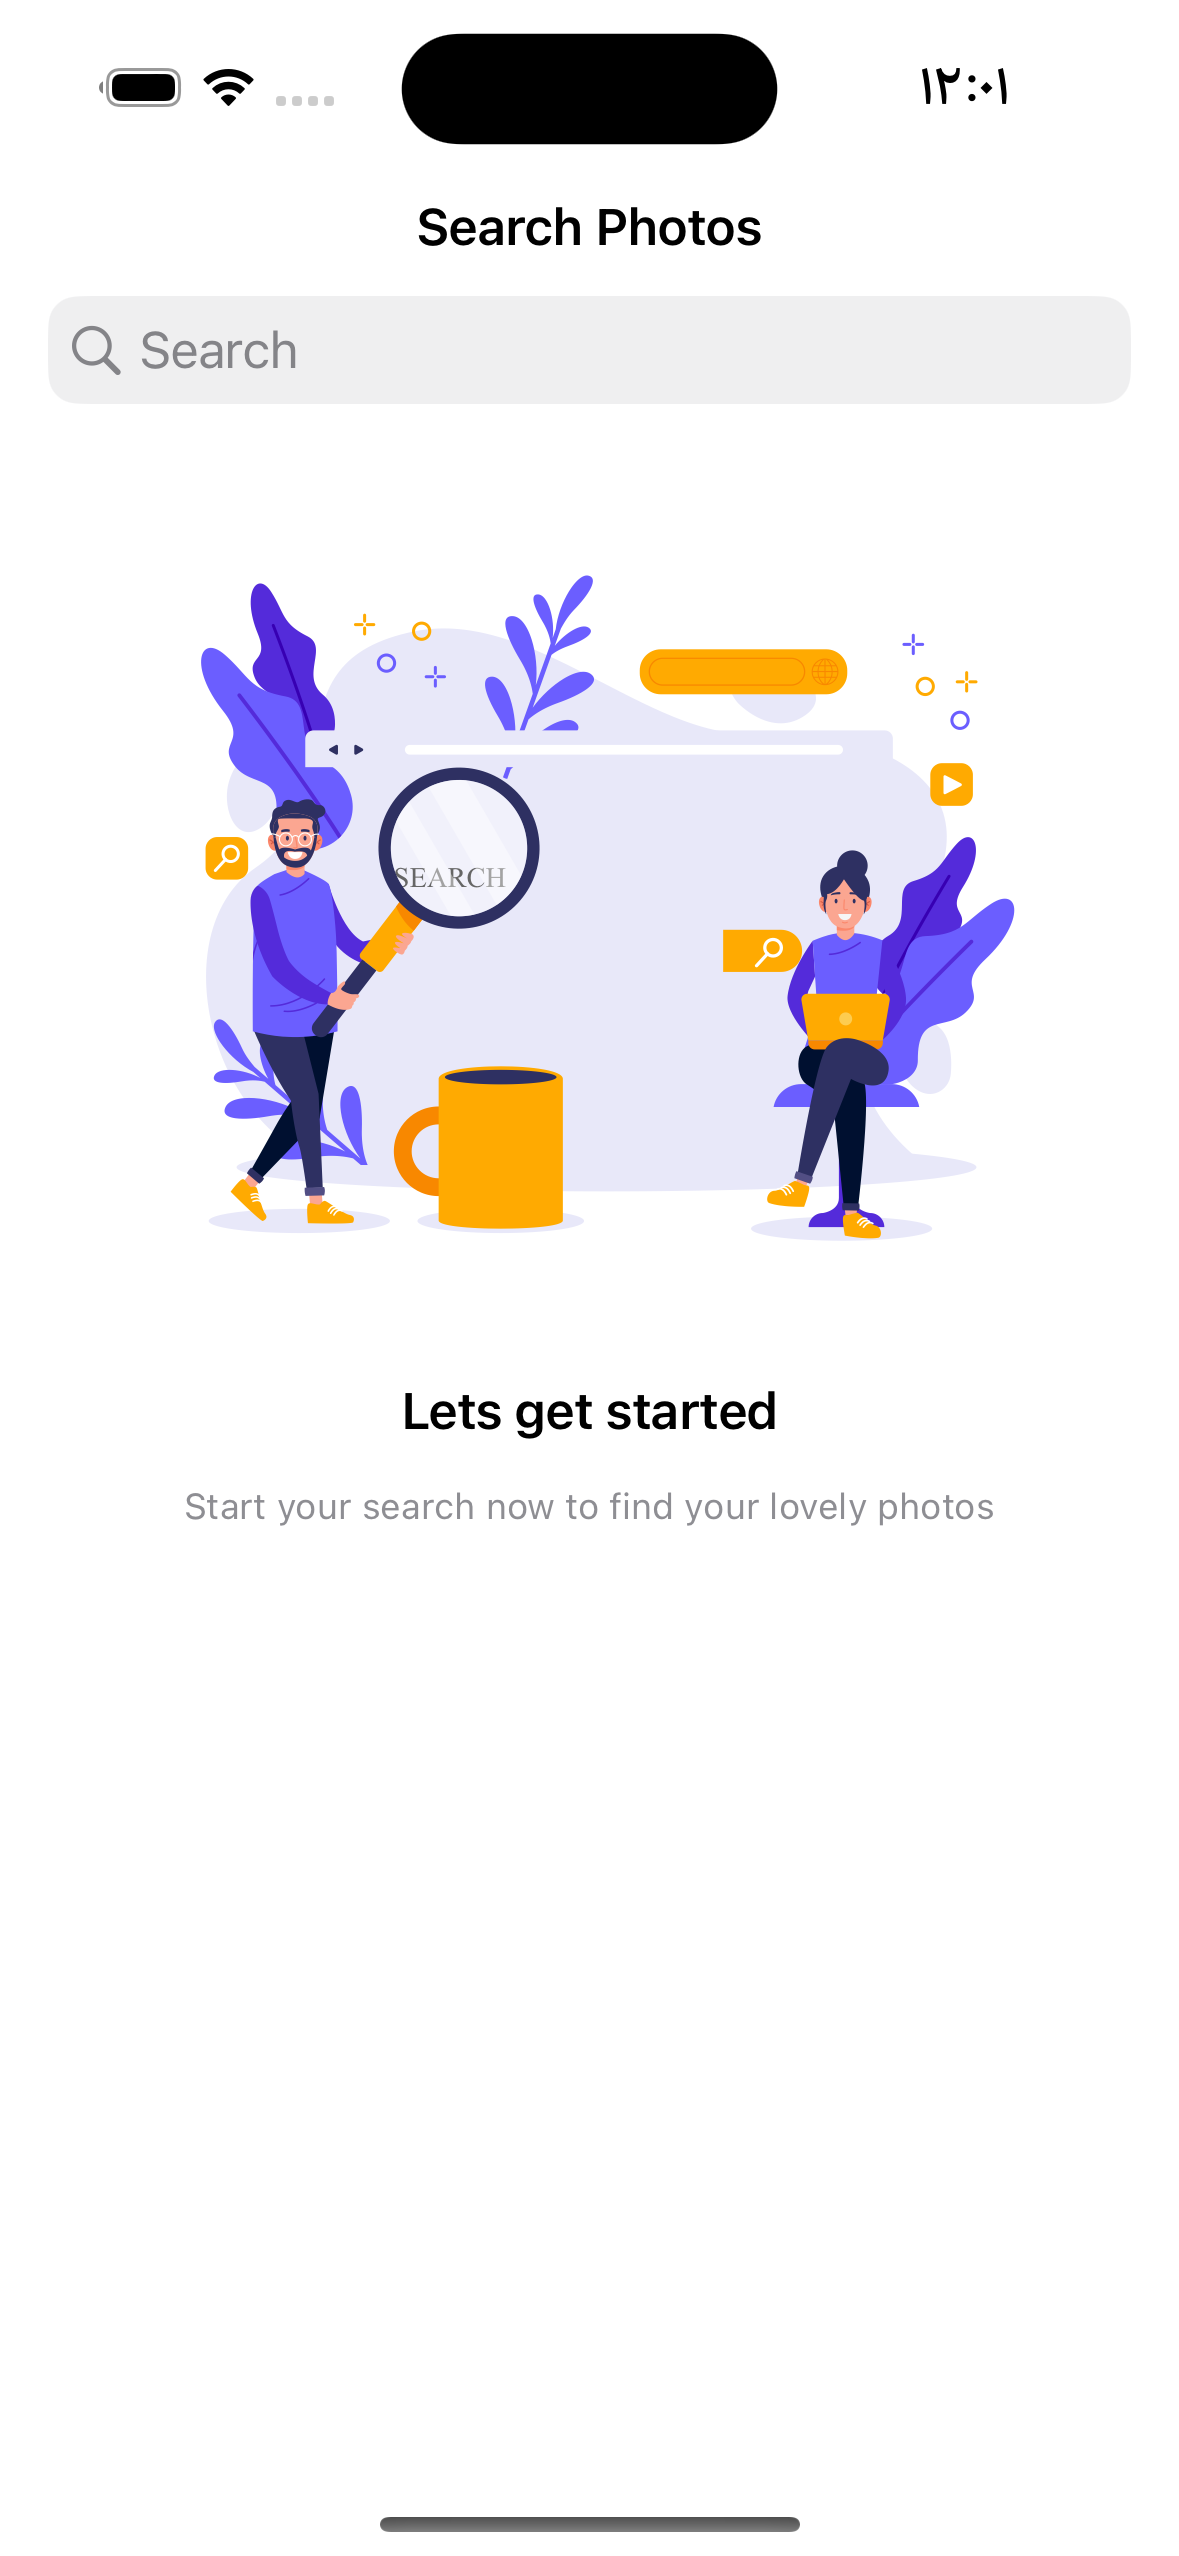 ۱۲:۰۱
Search Photos
Search
SEARCH
Lets get started
Start your search now to find your lovely photos